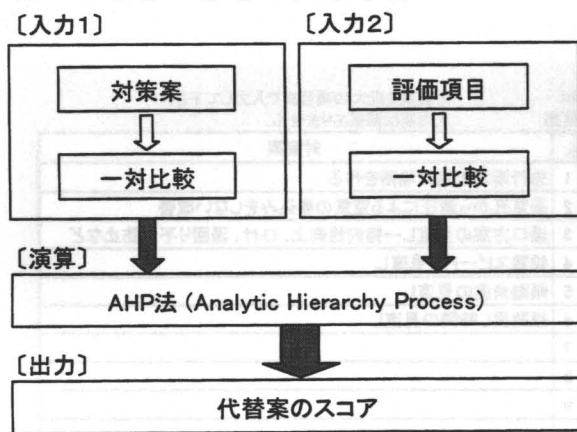 〔入力1〕
対策案
一対比較
〔入力2〕
評価項目
一対比較
〔演算〕
AHP法 (Analytic Hierarchy Process)
〔出力〕
代替案のスコア